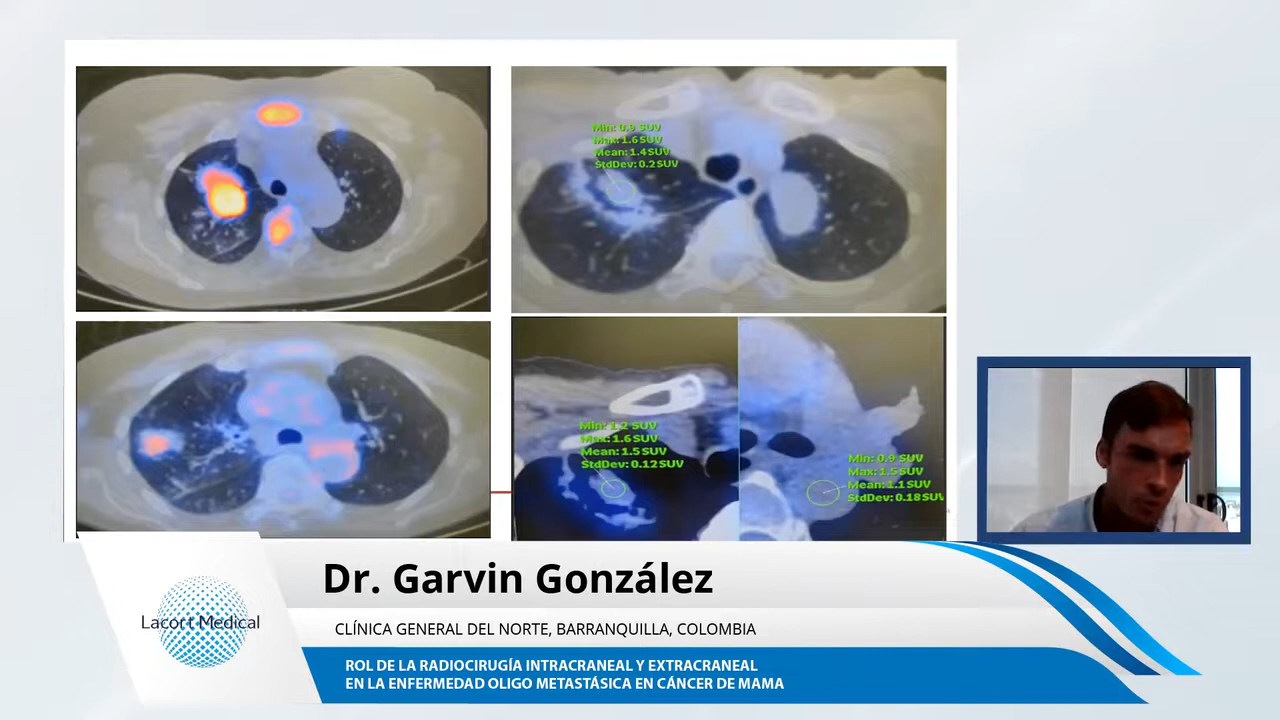 Min: 0.9 SUV
Max: 1.6 SUV
Mean: 1.4 SUV
StdDev: 0.2 SUV
Min: 1.2 SUV
Max: 1.6 SUV
Mean: 1.5 SUV
StdDev: 0.12 SUV
Min: 0.9 SUV
Max: 1.5 SUV
Mean: 1.1 SUV
StdDev: 0.18 SUV
Dr. Garvin González
Lacort Medical
CLÍNICA GENERAL DEL NORTE, BARRANQUILLA, COLOMBIA
ROL DE LA RADIOCIRUGÍA INTRACRANEAL Y EXTRACRANEAL
EN LA ENFERMEDAD OLIGO METASTÁSICA EN CÁNCER DE MAMA